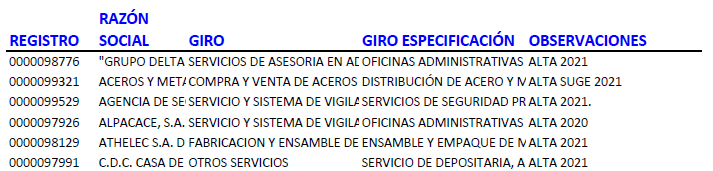 RAZÓN
REGISTRO SOCIAL GIRO GIRO ESPECIFICACIÓN OBSERVACIONES
0000098776 "GRUPO DELTA SERVICIOS DE ASESORIA EN AD OFICINAS ADMINISTRATIVAS ALTA 2021
0000099321 ACEROS Y META COMPRA Y VENTA DE ACEROS DISTRIBUCIÓN DE ACERO Y M ALTA SUGE 2021
0000099529 AGENCIA DE SE SERVICIO Y SISTEMA DE VIGILA SERVICIOS DE SEGURIDAD PR ALTA 2021.
0000097926 ALPACACE, S.A. SERVICIO Y SISTEMA DE VIGILA OFICINAS ADMINISTRATIVAS ALTA 2020
0000098129 ATHELEC S.A. D FABRICACION Y ENSAMBLE DE ENSAMBLE Y EMPAQUE DE M ALTA 2021
0000097991 C.D.C. CASA DE OTROS SERVICIOS SERVICIO DE DEPOSITARIA, A ALTA 2021